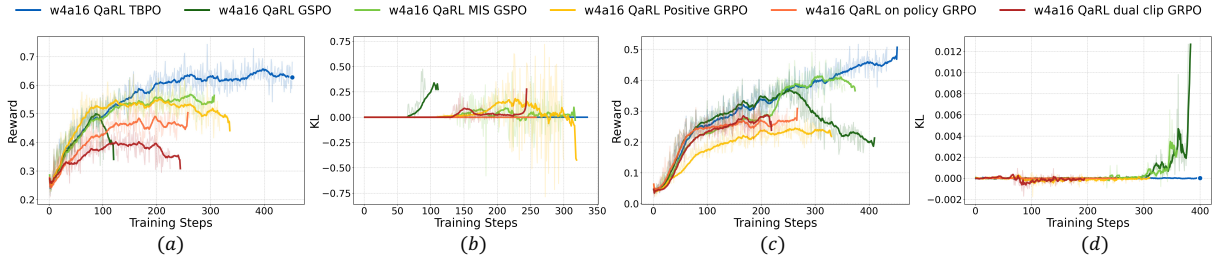 w4a16 QaRL TBPO w4a16 QaRL GSPO w4a16 QaRL MIS GSPO w4a16 QaRL Positive GRPO w4a16 QaRL on policy GRPO w4a16 QaRL dual clip GRPO
Reward
0.7
0.6
0.5
0.4
0.3
0.2
0 100 200 300 400
Training Steps
(a)
KL
0.75
0.50
0.25
0.00
−0.25
−0.50
−0.75
0 50 100 150 200 250 300 350
Training Steps
(b)
Reward
0.5
0.4
0.3
0.2
0.1
0.0
0 100 200 300 400
Training Steps
(c)
KL
0.012
0.010
0.008
0.006
0.004
0.002
0.000
−0.002
0 100 200 300 400
Training Steps
(d)